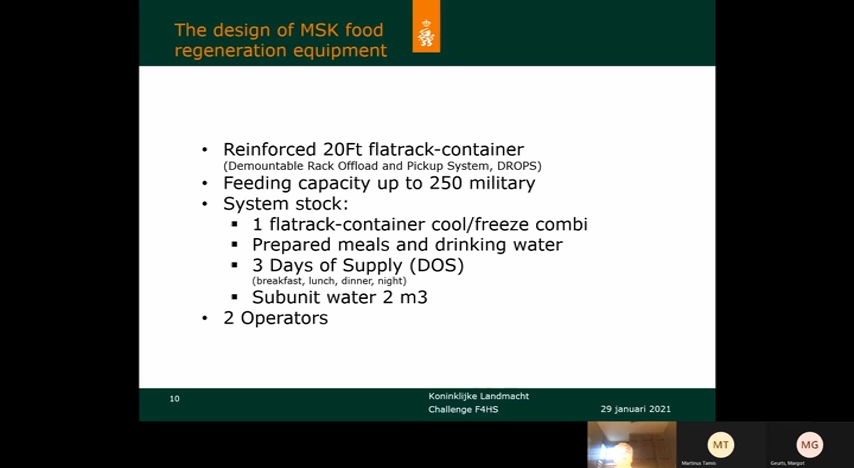 The design of MSK food
regeneration equipment
• Reinforced 20Ft flatrack-container
(Demountable Rack Offload and Pickup System, DROPS)
• Feeding capacity up to 250 military
• System stock:
▪ 1 flatrack-container cool/freeze combi
▪ Prepared meals and drinking water
▪ 3 Days of Supply (DOS)
(breakfast, lunch, dinner, night)
▪ Subunit water 2 m3
• 2 Operators
10
Koninklijke Landmacht
Challenge F4HS
29 januari 2021
MT
MG
Martinus Tamis
Geurts, Margot